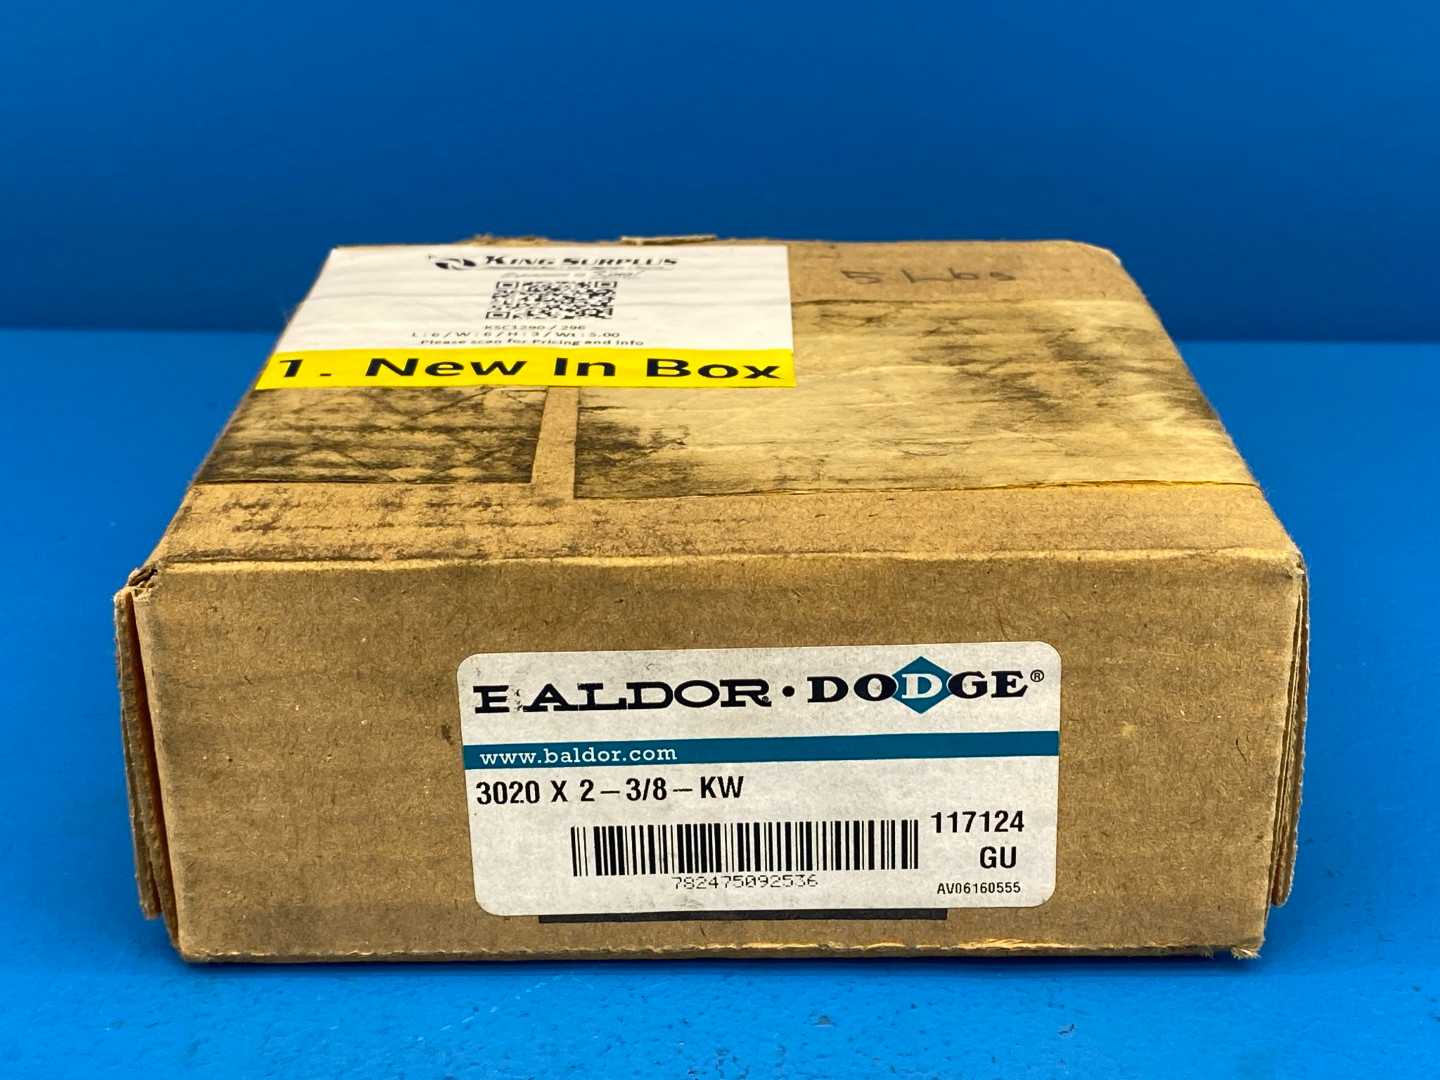 KING SURPLUS
KSC1290 / 296
L : 6 / W : 6 / H : 3 / Wt : 5.00
Please scan for Pricing and Info
1. New In Box
5 Lbs
BALDOR · DODGE®
www.baldor.com
3020 X 2-3/8-KW
117124
GU
782475092536
AV06160555